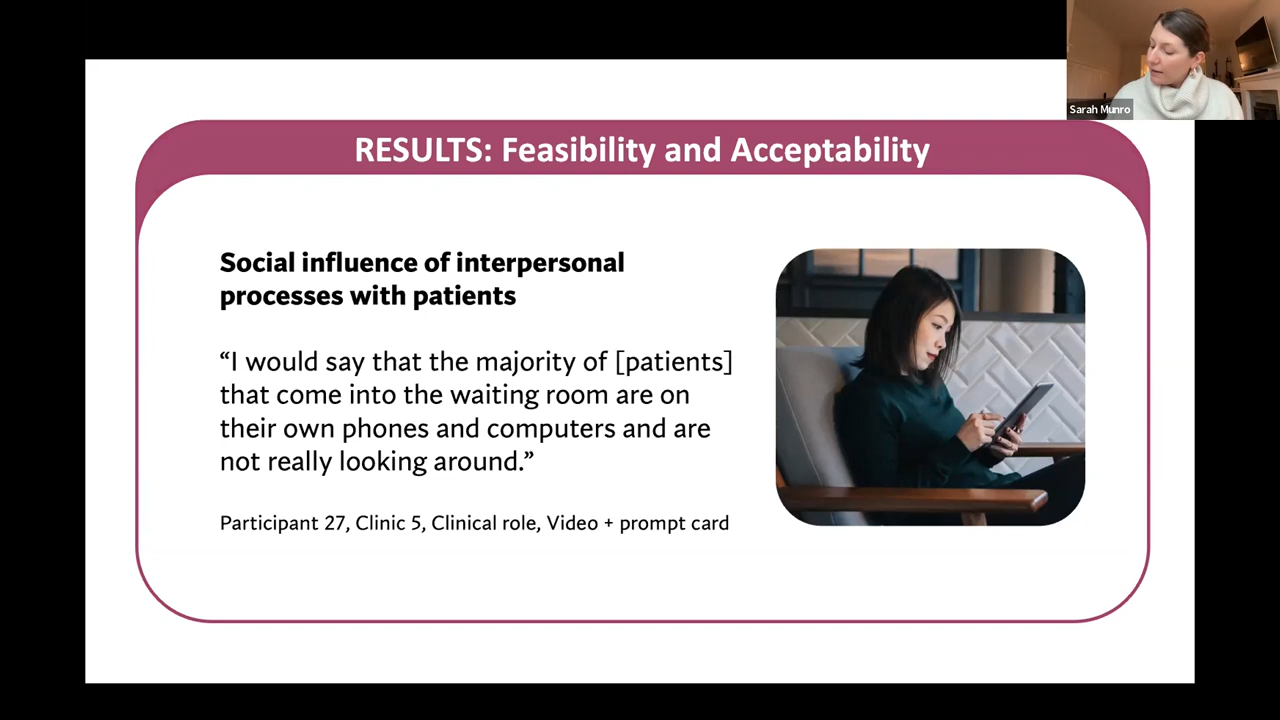 Sarah Munro
RESULTS: Feasibility and Acceptability
Social influence of interpersonal
processes with patients
“I would say that the majority of [patients]
that come into the waiting room are on
their own phones and computers and are
not really looking around.”
Participant 27, Clinic 5, Clinical role, Video + prompt card